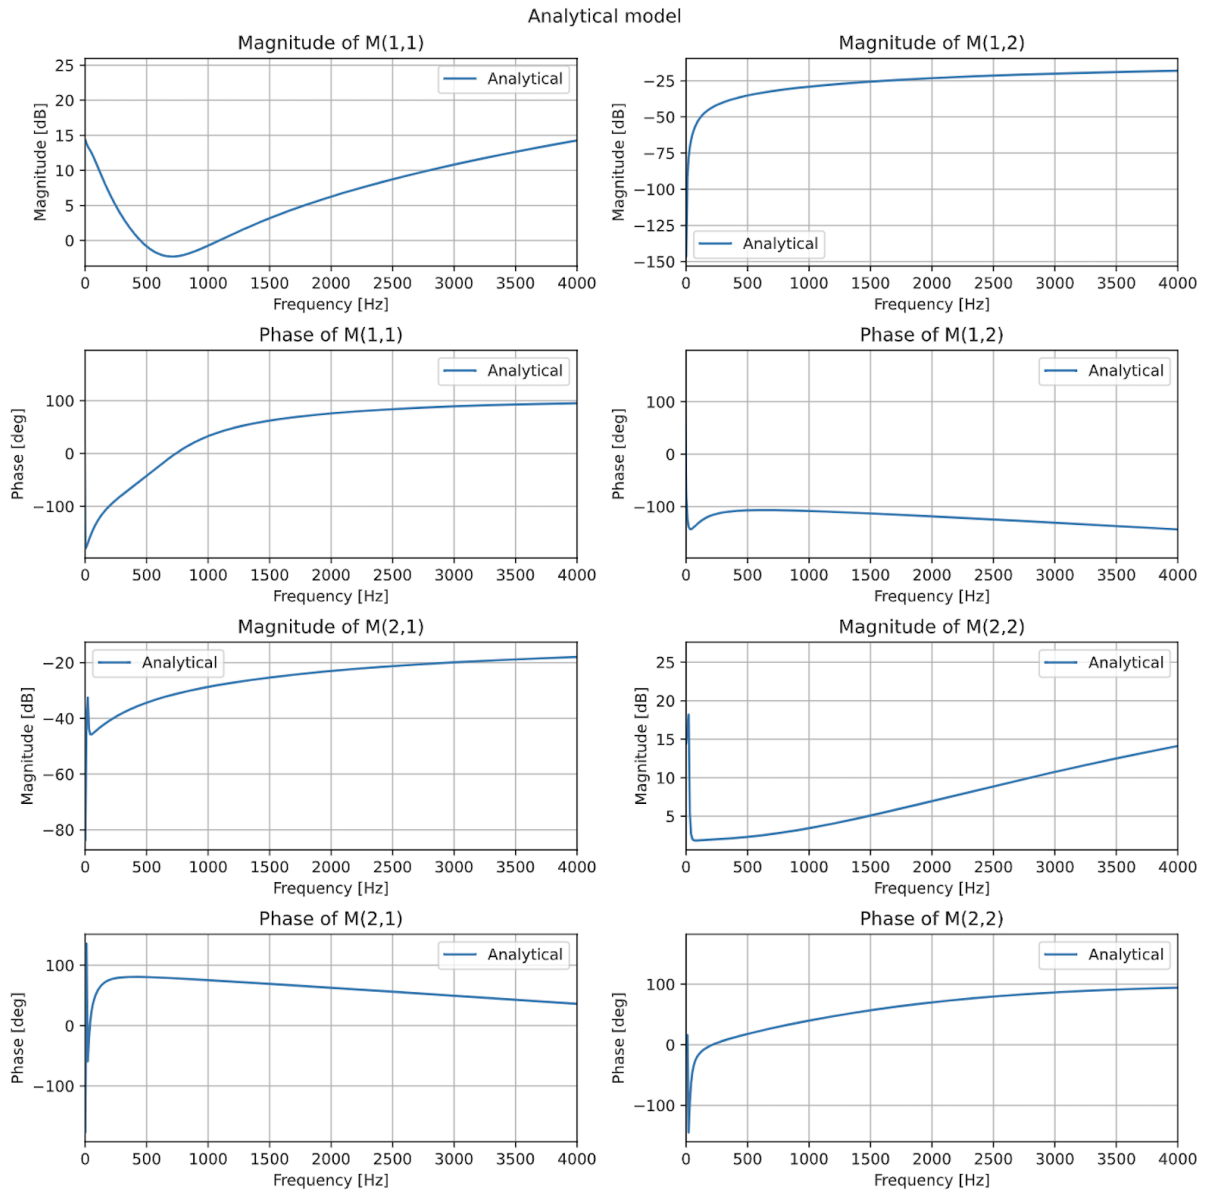 Analytical model
Magnitude of M(1,1)
25
20
15
10
5
0
Magnitude [dB]
Analytical
0 500 1000 1500 2000 2500 3000 3500 4000
Frequency [Hz]
Magnitude of M(1,2)
−25
−50
−75
−100
−125
−150
Magnitude [dB]
Analytical
0 500 1000 1500 2000 2500 3000 3500 4000
Frequency [Hz]
Phase of M(1,1)
100
0
−100
Phase [deg]
Analytical
0 500 1000 1500 2000 2500 3000 3500 4000
Frequency [Hz]
Phase of M(1,2)
100
0
−100
Phase [deg]
Analytical
0 500 1000 1500 2000 2500 3000 3500 4000
Frequency [Hz]
Magnitude of M(2,1)
−20
−40
−60
−80
Magnitude [dB]
Analytical
0 500 1000 1500 2000 2500 3000 3500 4000
Frequency [Hz]
Magnitude of M(2,2)
25
20
15
10
5
Magnitude [dB]
Analytical
0 500 1000 1500 2000 2500 3000 3500 4000
Frequency [Hz]
Phase of M(2,1)
100
0
−100
Phase [deg]
Analytical
0 500 1000 1500 2000 2500 3000 3500 4000
Frequency [Hz]
Phase of M(2,2)
100
0
−100
Phase [deg]
Analytical
0 500 1000 1500 2000 2500 3000 3500 4000
Frequency [Hz]